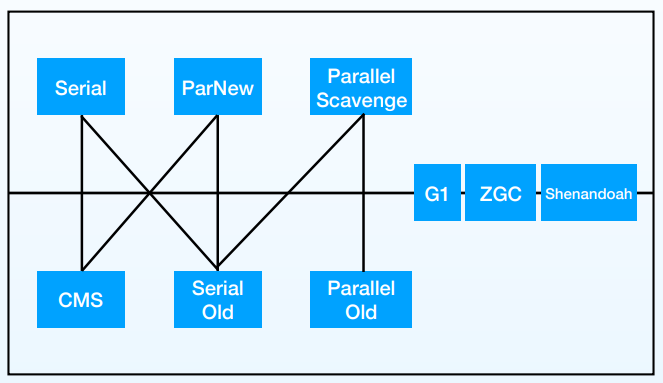 Serial
ParNew
Parallel
Scavenge
G1
ZGC
Shenandoah
CMS
Serial
Old
Parallel
Old